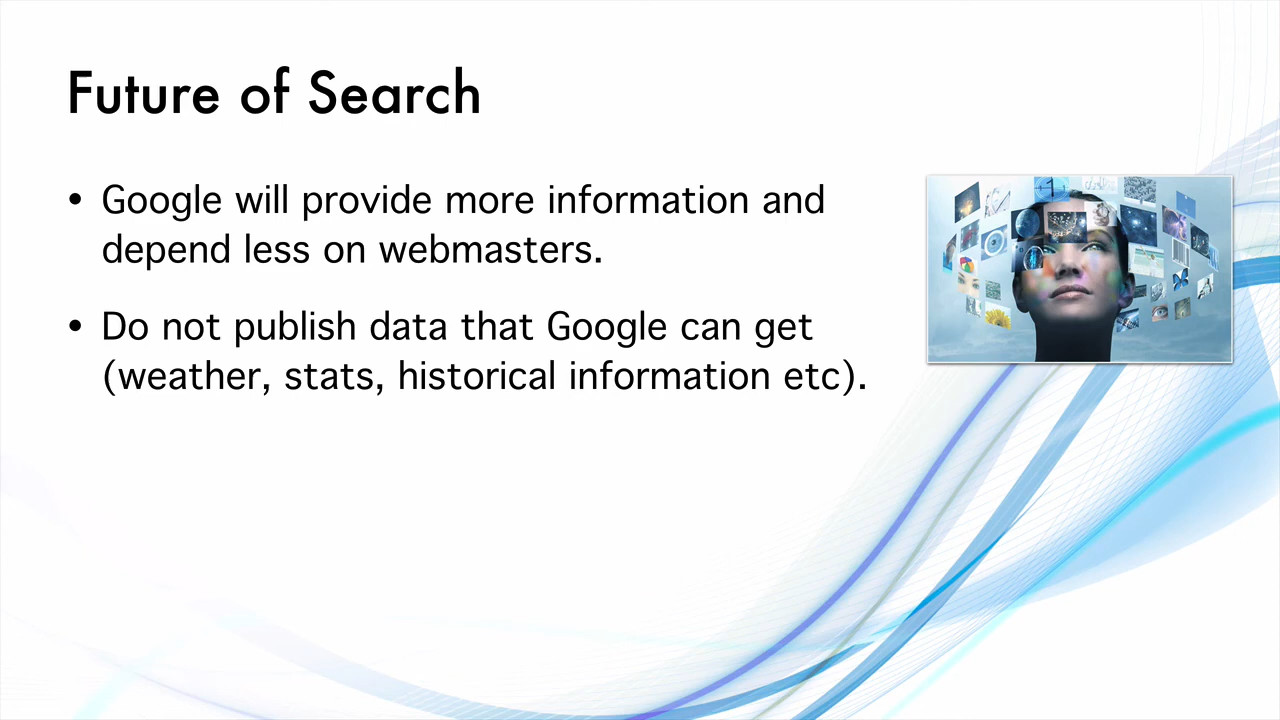 Future of Search
• Google will provide more information and
depend less on webmasters.
• Do not publish data that Google can get
(weather, stats, historical information etc).